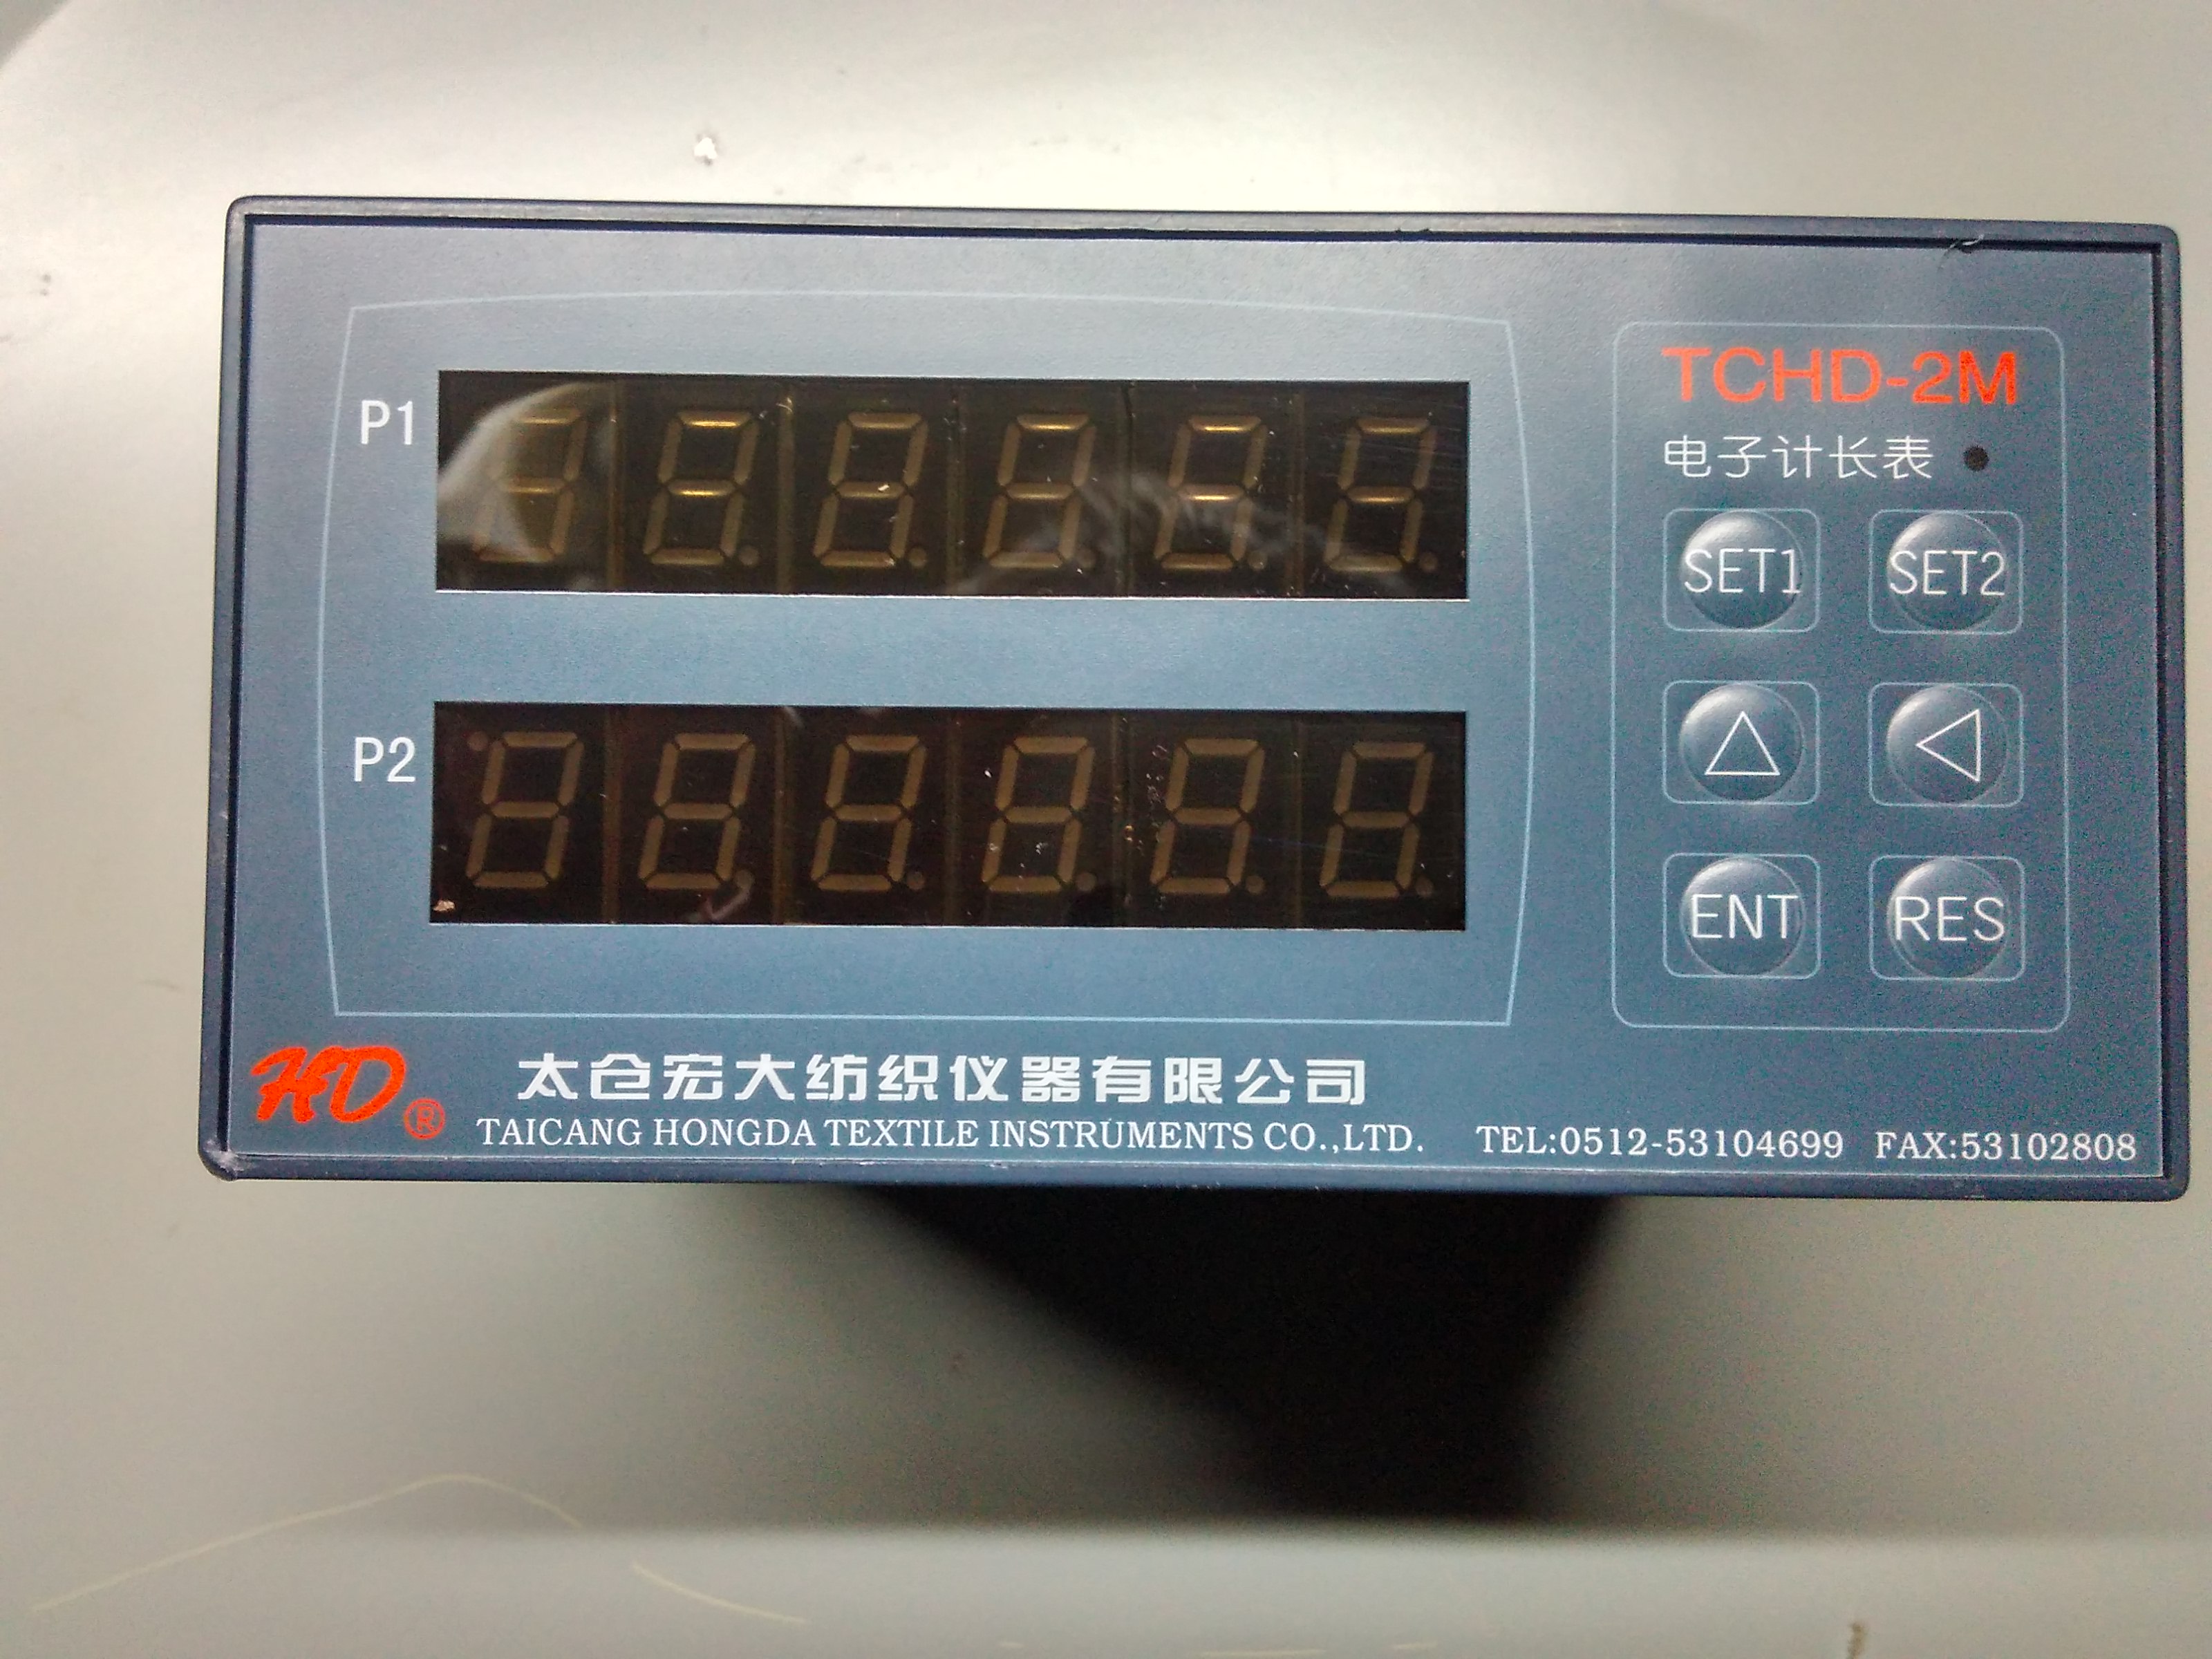 P1
TCHD-2M
电子计长表
SET1 SET2
P2
ENT RES
HD®
太仓宏大纺织仪器有限公司
TAICANG HONGDA TEXTILE INSTRUMENTS CO.,LTD. TEL:0512-53104699 FAX:53102808